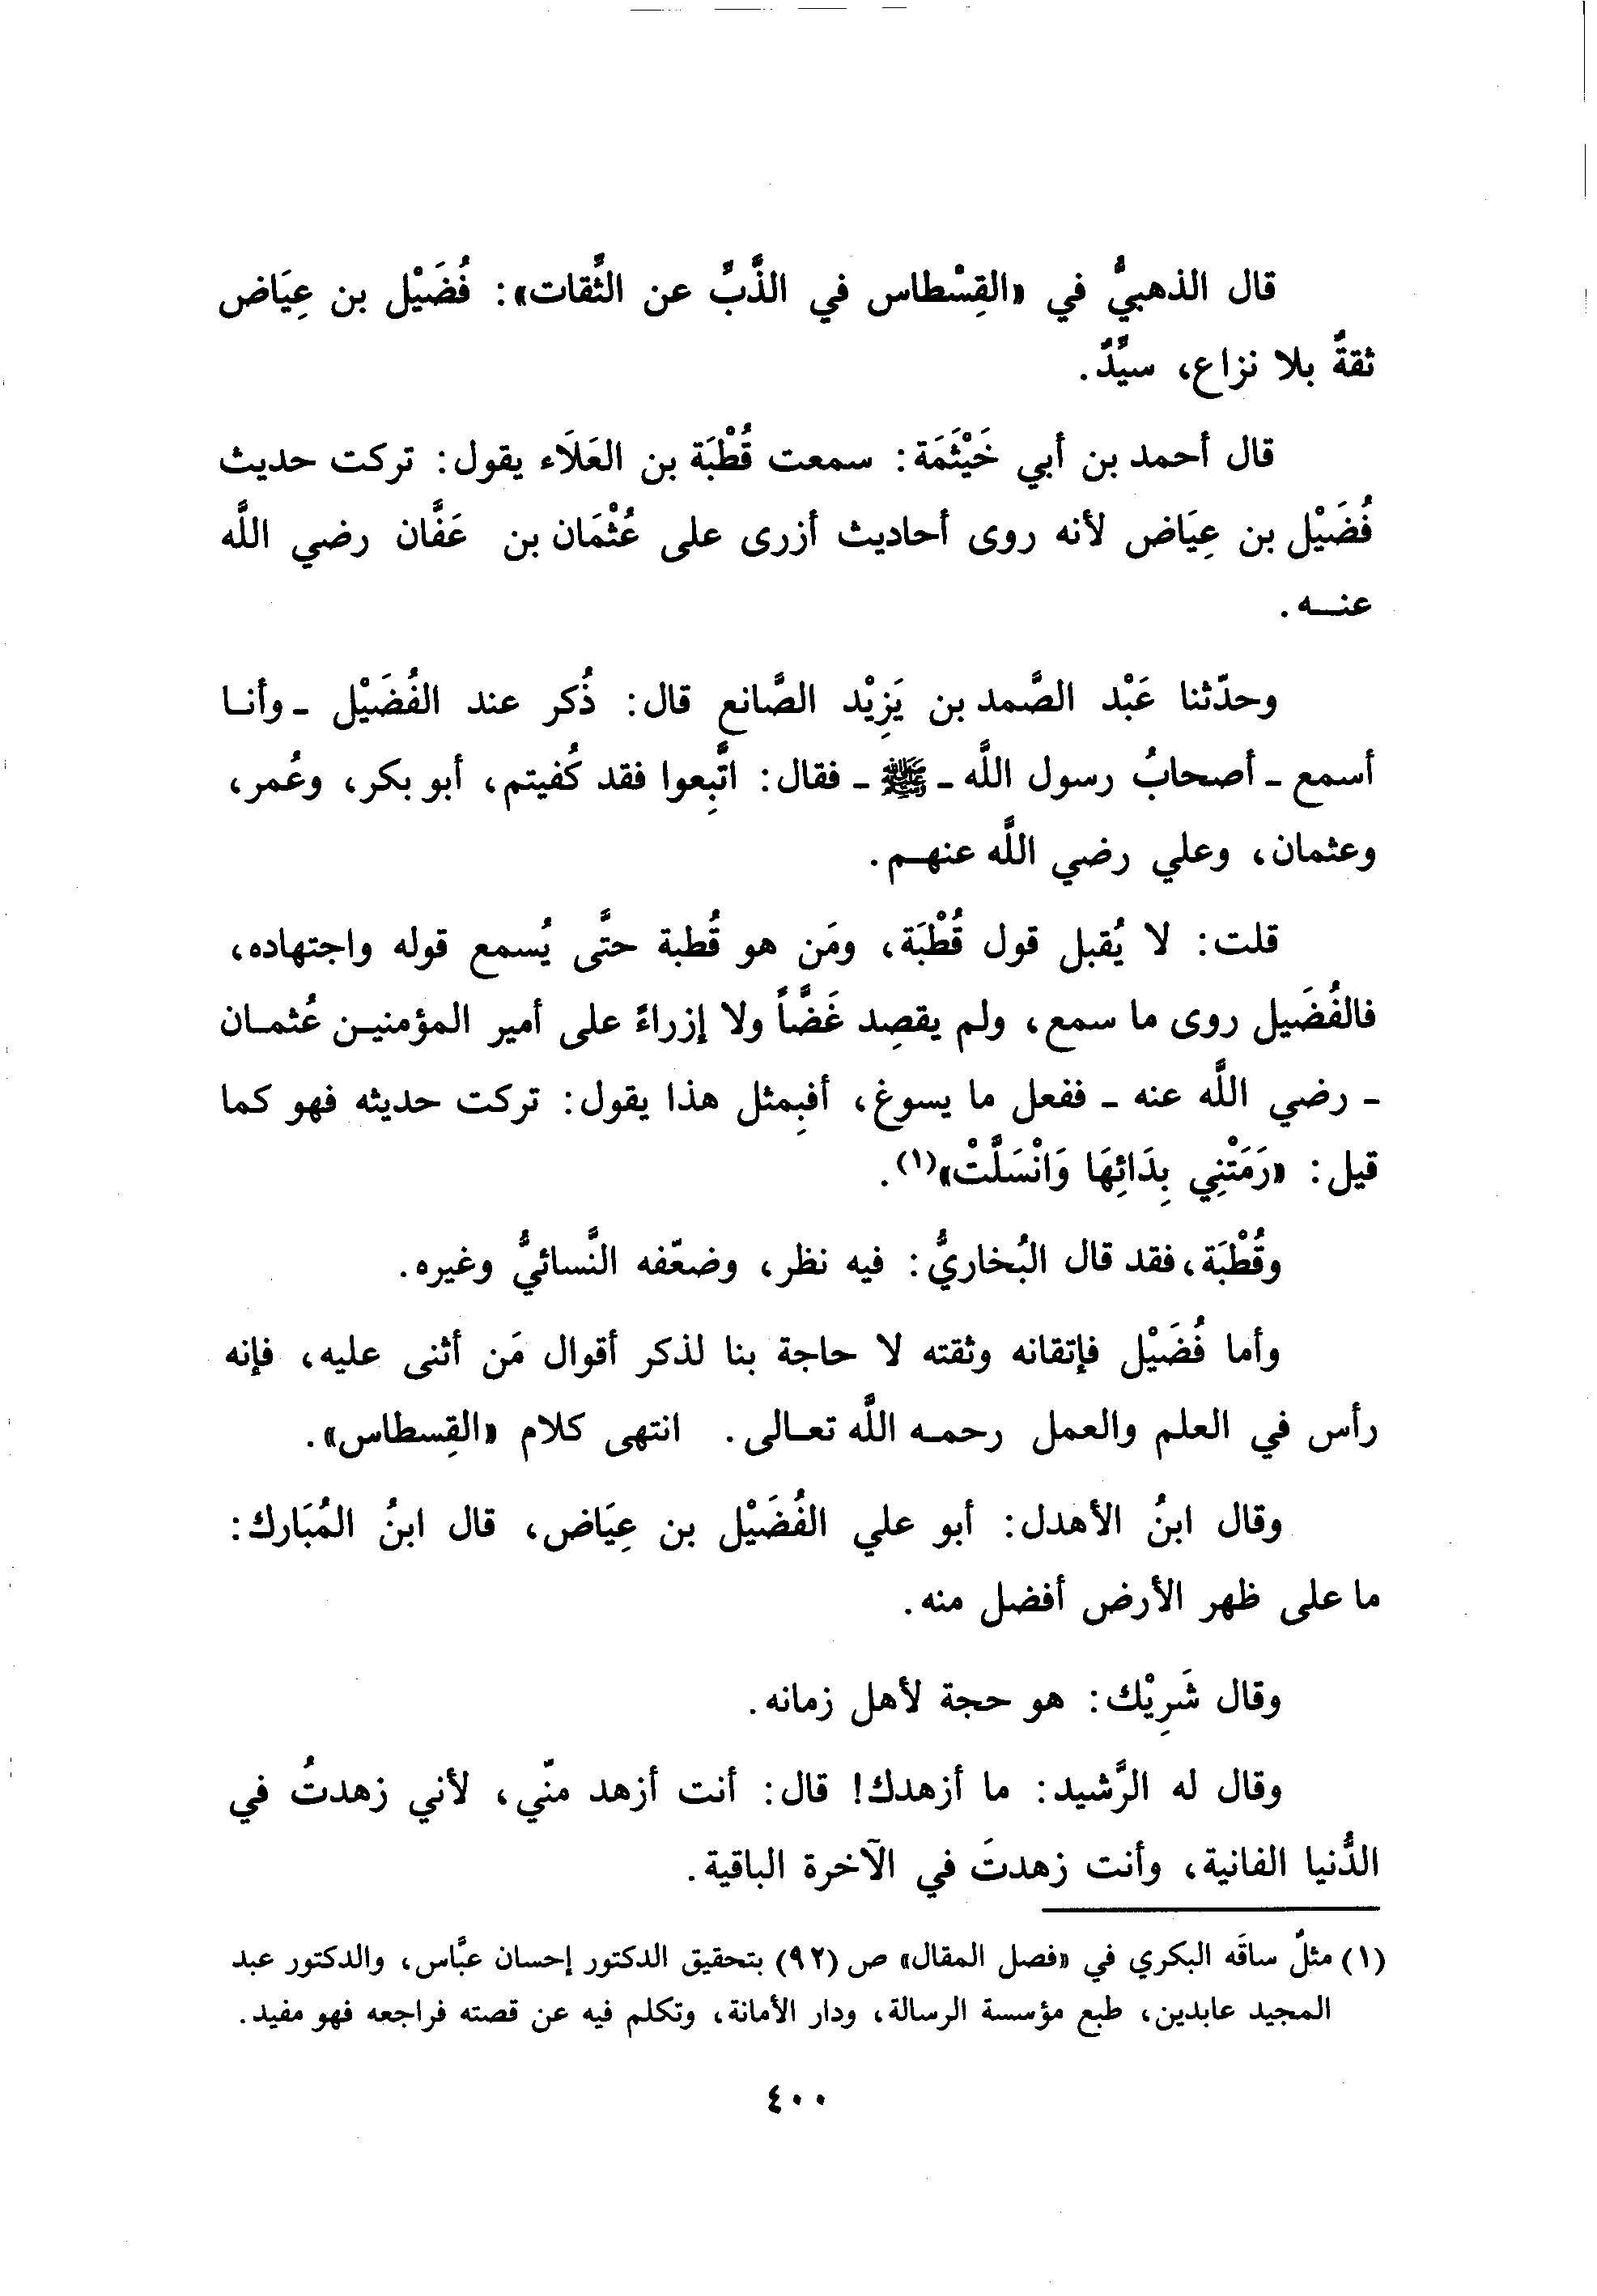 قال الذهبيُّ في «القِسْطاس في الذَّبِّ عن الثِّقات»: فُضَيْل بن عِيَاض
ثقةٌ بلا نزاع، سيِّدٌ.
قال أحمد بن أبي خَيْثَمَة: سمعت قُطْبَة بن العَلَاء يقول: تركت حديث
فُضَيْل بن عِيَاض لأنه روى أحاديث أزرى على عُثْمَان بن عَفَّان رضي اللَّه
عنـه.
وحدّثنا عَبْد الصَّمد بن يَزِيْد الصَّانع قال: ذُكر عند الفُضَيْل ـ وأنا
أسمع ـ أصحابُ رسول اللَّه ـ ﷺ ـ فقال: اتَّبِعوا فقد كُفيتم، أبو بكر، وعُمر،
وعثمان، وعلي رضي اللَّه عنهـم.
قلت: لا يُقبل قول قُطْبَة، ومَن هو قُطبة حتَّى يُسمع قوله واجتهاده،
فالفُضَيل روى ما سمع، ولم يقصِد غَضَّاً ولا إزراءً على أمير المؤمنيـن عُثمـان
ـ رضي اللَّه عنه ـ ففعل ما يسوغ، أفبِمثل هذا يقول: تركت حديثه فهو كما
قيل: «رَمَتْنِي بِدَائِهَا وَانْسَلَّتْ»(١).
وقُطْبَة، فقد قال البُخاريُّ: فيه نظر، وضعّفه النَّسائيُّ وغيره.
وأما فُضَيْل فإتقانه وثقته لا حاجة بنا لذكر أقوال مَن أثنى عليه، فإنه
رأس في العلم والعمل رحمـه اللَّه تعـالى. انتهى كلام «القِسطاس».
وقال ابنُ الأهدل: أبو علي الفُضَيْل بن عِيَاض، قال ابنُ المُبَارك:
ما على ظهر الأرض أفضل منه.
وقال شَرِيْك: هو حجة لأهل زمانه.
وقال له الرَّشيد: ما أزهدك! قال: أنت أزهد منّي، لأني زهدتُ في
الدُّنيا الفانية، وأنت زهدتَ في الآخرة الباقية.
(١) مثلٌ ساقَه البكري في «فصل المقال» ص (٩٢) بتحقيق الدكتور إحسان عبَّاس، والدكتور عبد
المجيد عابدين، طبع مؤسسة الرسالة، ودار الأمانة، وتكلم فيه عن قصته فراجعه فهو مفيد.
٤٠٠